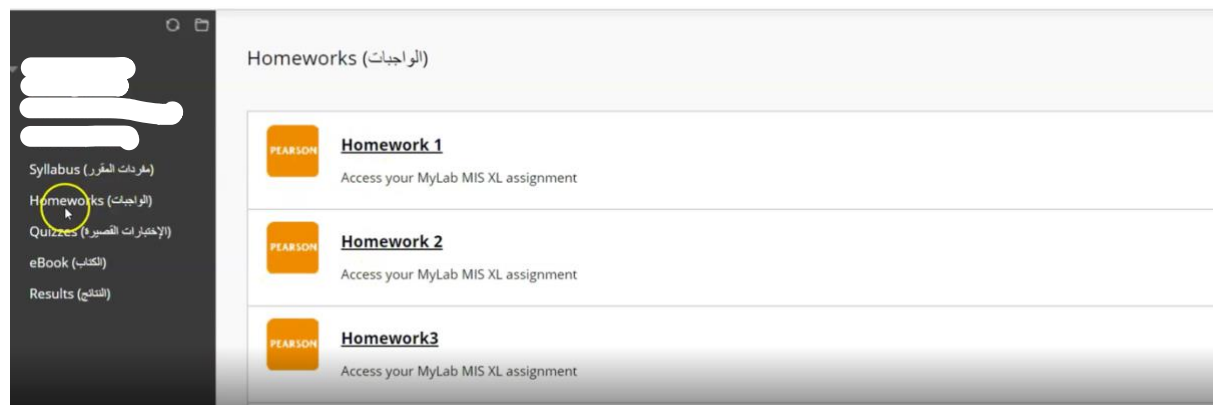 Syllabus (مفردات المقرر)
Homeworks (الواجبات)
Quizzes (الإختبارات القصيرة)
eBook (الكتاب)
Results (النتائج)
Homeworks (الواجبات)
PEARSON
Homework 1
Access your MyLab MIS XL assignment
PEARSON
Homework 2
Access your MyLab MIS XL assignment
PEARSON
Homework3
Access your MyLab MIS XL assignment